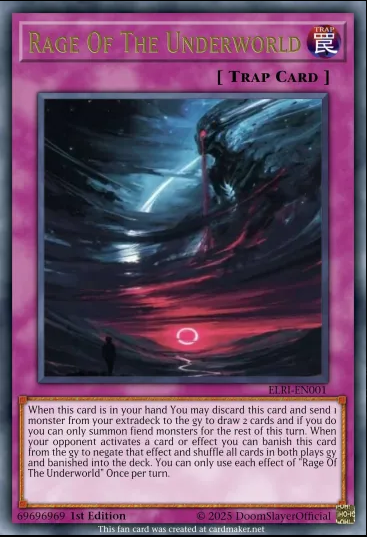 Rage Of The Underworld
TRAP
罠
[ Trap Card ]
ELRI-EN001
When this card is in your hand You may discard this card and send 1
monster from your extradeck to the gy to draw 2 cards and if you do
you can only summon fiend monsters for the rest of this turn. When
your opponent activates a card or effect you can banish this card
from the gy to negate that effect and shuffle all cards in both plays gy
and banished into the deck. You can only use each effect of "Rage Of
The Underworld" Once per turn.
69696969 1st Edition
© 2025 DoomSlayerOfficial
This fan card was created at cardmaker.net